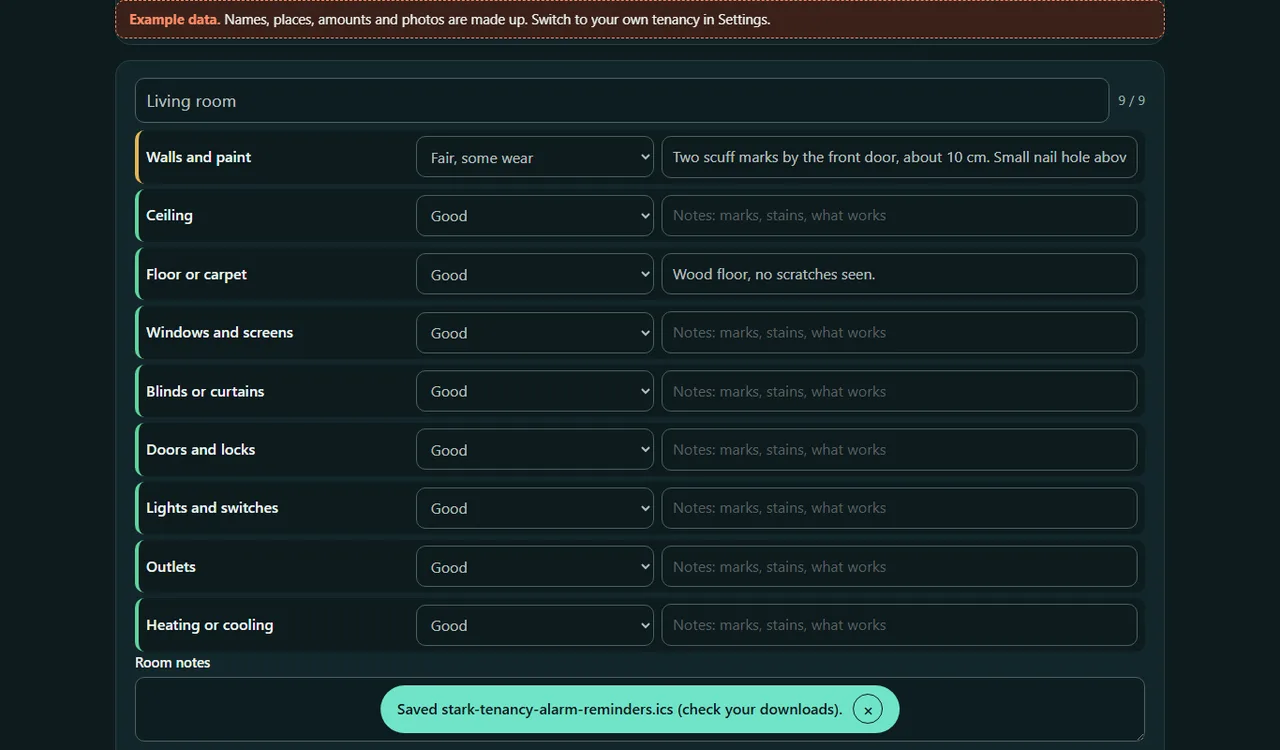 Example data. Names, places, amounts and photos are made up. Switch to your own tenancy in Settings.
Living room
9 / 9
Walls and paint
Fair, some wear
Two scuff marks by the front door, about 10 cm. Small nail hole abov
Ceiling
Good
Notes: marks, stains, what works
Floor or carpet
Good
Wood floor, no scratches seen.
Windows and screens
Good
Notes: marks, stains, what works
Blinds or curtains
Good
Notes: marks, stains, what works
Doors and locks
Good
Notes: marks, stains, what works
Lights and switches
Good
Notes: marks, stains, what works
Outlets
Good
Notes: marks, stains, what works
Heating or cooling
Good
Notes: marks, stains, what works
Room notes
Saved stark-tenancy-alarm-reminders.ics (check your downloads). ×